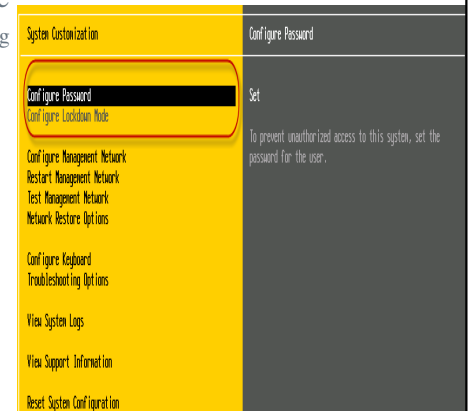 System Customization
Configure Password
Configure Password
Configure Lockdown Mode
Configure Management Network
Restart Management Network
Test Management Network
Network Restore Options
Configure Keyboard
Troubleshooting Options
View System Logs
View Support Information
Reset System Configuration
Set
To prevent unauthorized access to this system, set the
password for the user.